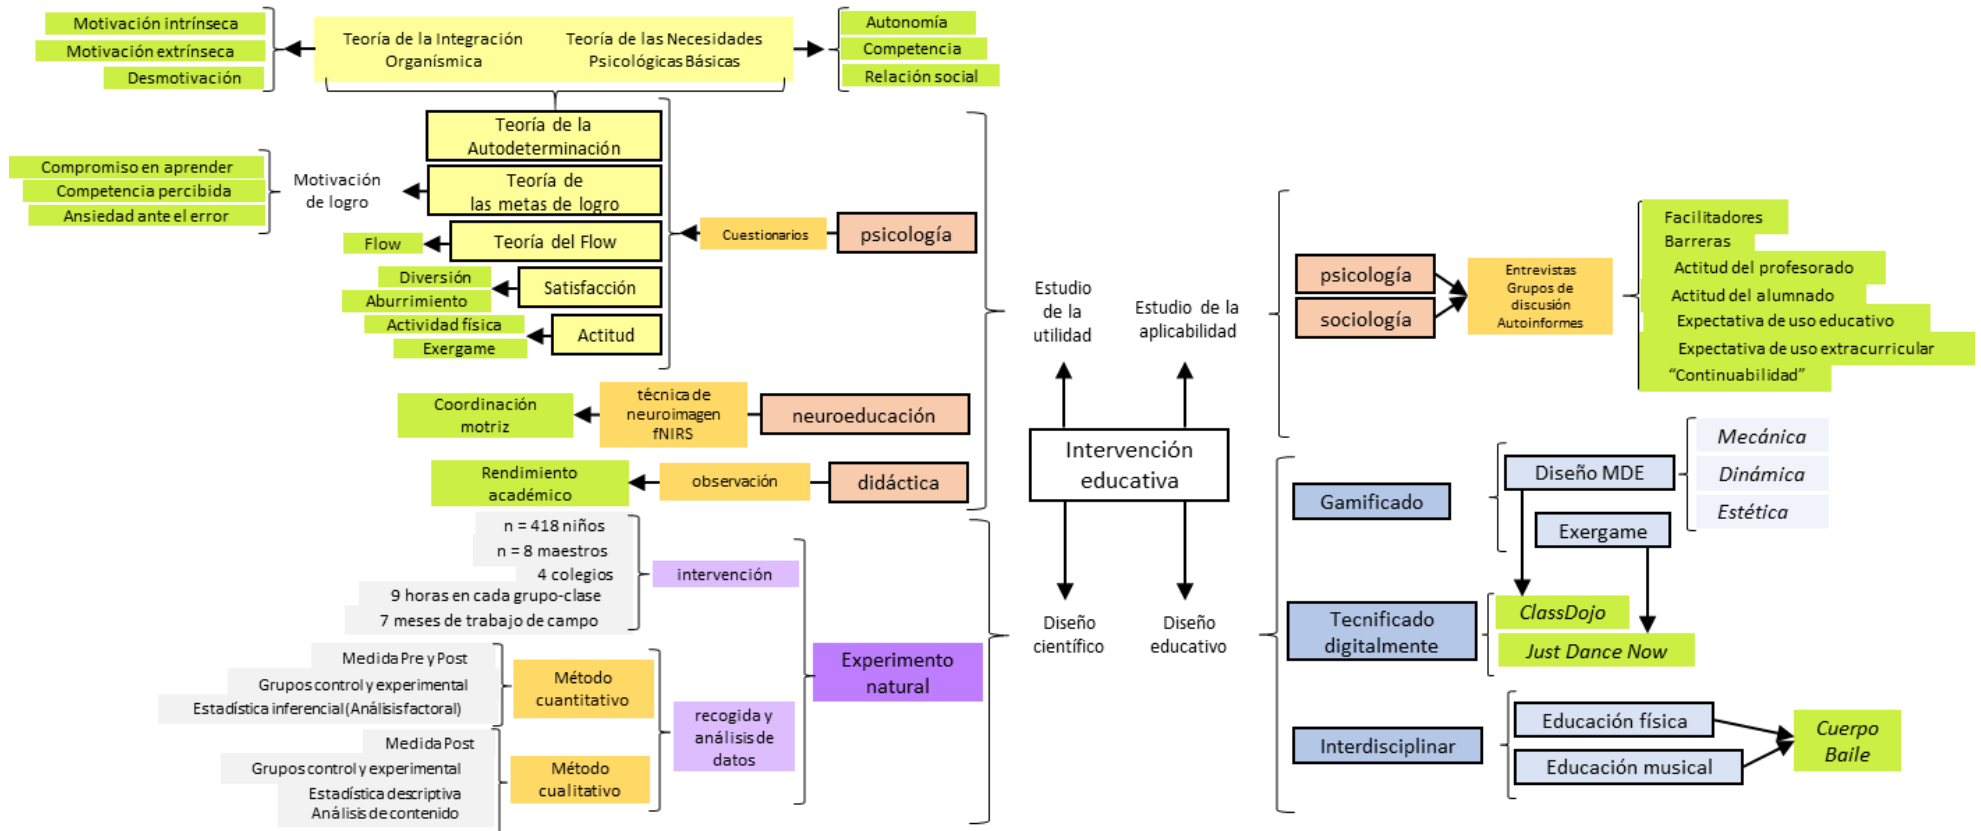 Motivación intrínseca
Motivación extrínseca
Desmotivación
Teoría de la Integración
Organísmica
Teoría de las Necesidades
Psicológicas Básicas
Autonomía
Competencia
Relación social
Teoría de la
Autodeterminación
Compromiso en aprender
Competencia percibida
Ansiedad ante el error
Motivación
de logro
Teoría de
las metas de logro
Flow
Teoría del Flow
Diversión
Aburrimiento
Satisfacción
Actividad física
Exergame
Actitud
Cuestionarios
psicología
Coordinación
motriz
técnica de
neuroimagen
fNIRS
neuroeducación
Rendimiento
académico
observación
didáctica
Estudio
de la
utilidad
Estudio de la
aplicabilidad
psicología
sociología
Entrevistas
Grupos de
discusión
Autoinformes
Facilitadores
Barreras
Actitud del profesorado
Actitud del alumnado
Expectativa de uso educativo
Expectativa de uso extracurricular
“Continuabilidad”
Intervención
educativa
n = 418 niños
n = 8 maestros
4 colegios
9 horas en cada grupo-clase
7 meses de trabajo de campo
intervención
Medida Pre y Post
Grupos control y experimental
Estadística inferencial (Análisis factoral)
Método
cuantitativo
Medida Post
Grupos control y experimental
Estadística descriptiva
Análisis de contenido
Método
cualitativo
recogida y
análisis de
datos
Experimento
natural
Diseño
científico
Diseño
educativo
Gamificado
Diseño MDE
Mecánica
Dinámica
Estética
Exergame
Tecnificado
digitalmente
ClassDojo
Just Dance Now
Interdisciplinar
Educación física
Educación musical
Cuerpo
Baile